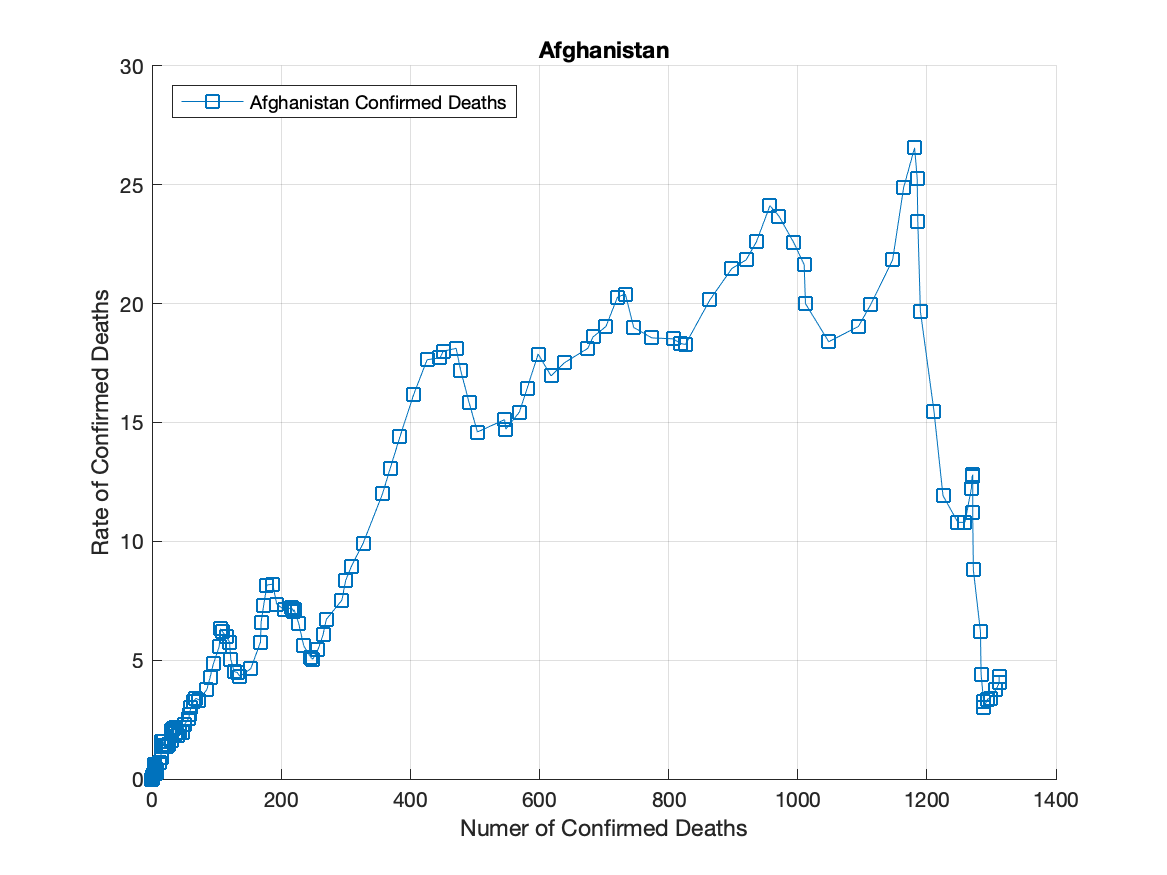 Afghanistan
Afghanistan Confirmed Deaths
Rate of Confirmed Deaths
30
25
20
15
10
5
0
0 200 400 600 800 1000 1200 1400
Numer of Confirmed Deaths